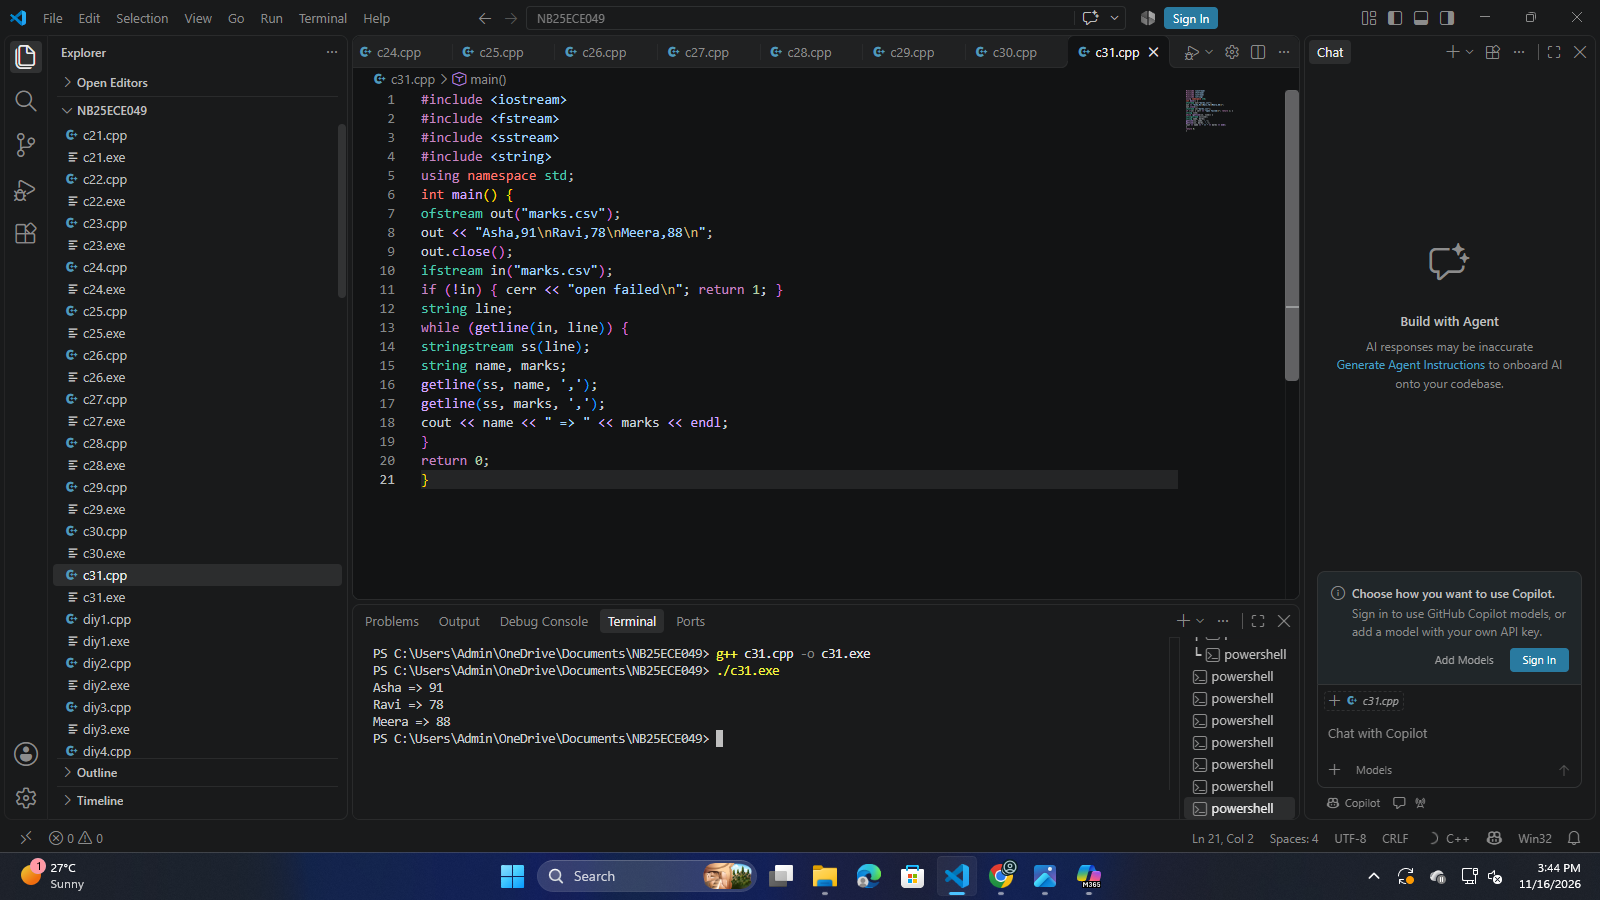 File Edit Selection View Go Run Terminal Help
NB25ECE049
Sign In
Explorer
Open Editors
NB25ECE049
c21.cpp
c21.exe
c22.cpp
c22.exe
c23.cpp
c23.exe
c24.cpp
c24.exe
c25.cpp
c25.exe
c26.cpp
c26.exe
c27.cpp
c27.exe
c28.cpp
c28.exe
c29.cpp
c29.exe
c30.cpp
c30.exe
c31.cpp
c31.exe
diy1.cpp
diy1.exe
diy2.cpp
diy2.exe
diy3.cpp
diy3.exe
diy4.cpp
Outline
Timeline
c24.cpp c25.cpp c26.cpp c27.cpp c28.cpp c29.cpp c30.cpp c31.cpp
c31.cpp > main()
1 #include <iostream>
2 #include <fstream>
3 #include <sstream>
4 #include <string>
5 using namespace std;
6 int main() {
7 ofstream out("marks.csv");
8 out << "Asha,91\nRavi,78\nMeera,88\n";
9 out.close();
10 ifstream in("marks.csv");
11 if (!in) { cerr << "open failed\n"; return 1; }
12 string line;
13 while (getline(in, line)) {
14 stringstream ss(line);
15 string name, marks;
16 getline(ss, name, ',');
17 getline(ss, marks, ',');
18 cout << name << " => " << marks << endl;
19 }
20 return 0;
21 }
Problems Output Debug Console Terminal Ports
PS C:\Users\Admin\OneDrive\Documents\NB25ECE049> g++ c31.cpp -o c31.exe
PS C:\Users\Admin\OneDrive\Documents\NB25ECE049> ./c31.exe
Asha => 91
Ravi => 78
Meera => 88
PS C:\Users\Admin\OneDrive\Documents\NB25ECE049>
powershell
powershell
powershell
powershell
powershell
powershell
powershell
powershell
Chat
Build with Agent
AI responses may be inaccurate
Generate Agent Instructions to onboard AI
onto your codebase.
Choose how you want to use Copilot.
Sign in to use GitHub Copilot models, or
add a model with your own API key.
Add Models Sign In
c31.cpp
Chat with Copilot
Models
Copilot
0 0
Ln 21, Col 2 Spaces: 4 UTF-8 CRLF C++ Win32
1
27°C
Sunny
Search
M365
3:44 PM
11/16/2026